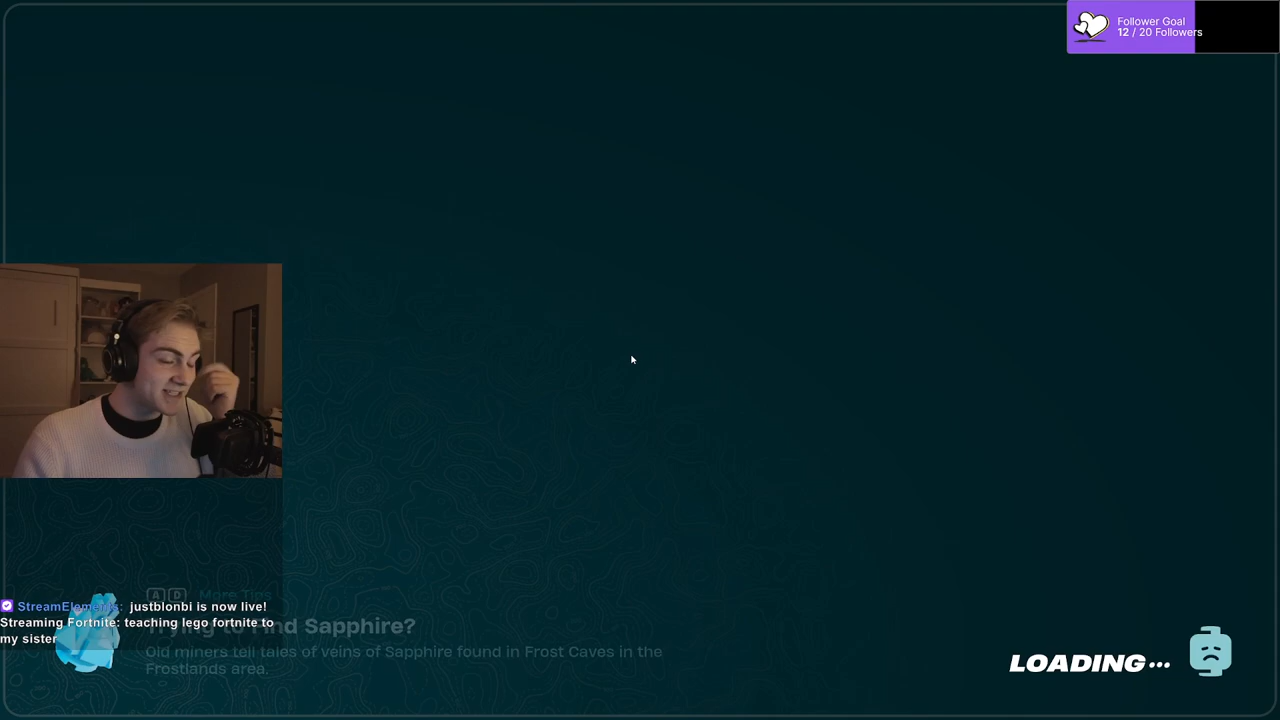 Follower Goal
12 / 20 Followers
A D More Tips
StreamElements: justblonbi is now live!
Streaming Fortnite: teaching lego fortnite to
my sister
Trying to Find Sapphire?
Old miners tell tales of veins of Sapphire found in Frost Caves in the
Frostlands area.
LOADING...